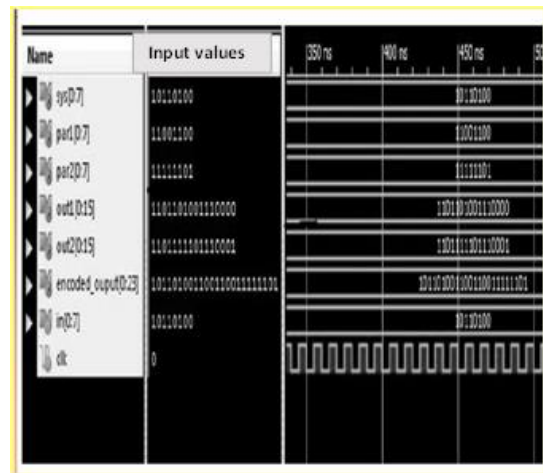 Name Input values 350 ns 400 ns 450 ns
sys[0:7] 10110100 10110100
par1[0:7] 11001100 11001100
par2[0:7] 11111101 11111101
out1[0:15] 1101101001110000 1101101001110000
out2[0:15] 1101111101110001 1101111101110001
encoded_ouput[0:23] 101101001100110011111101 101101001100110011111101
in[0:7] 10110100 10110100
clk 0